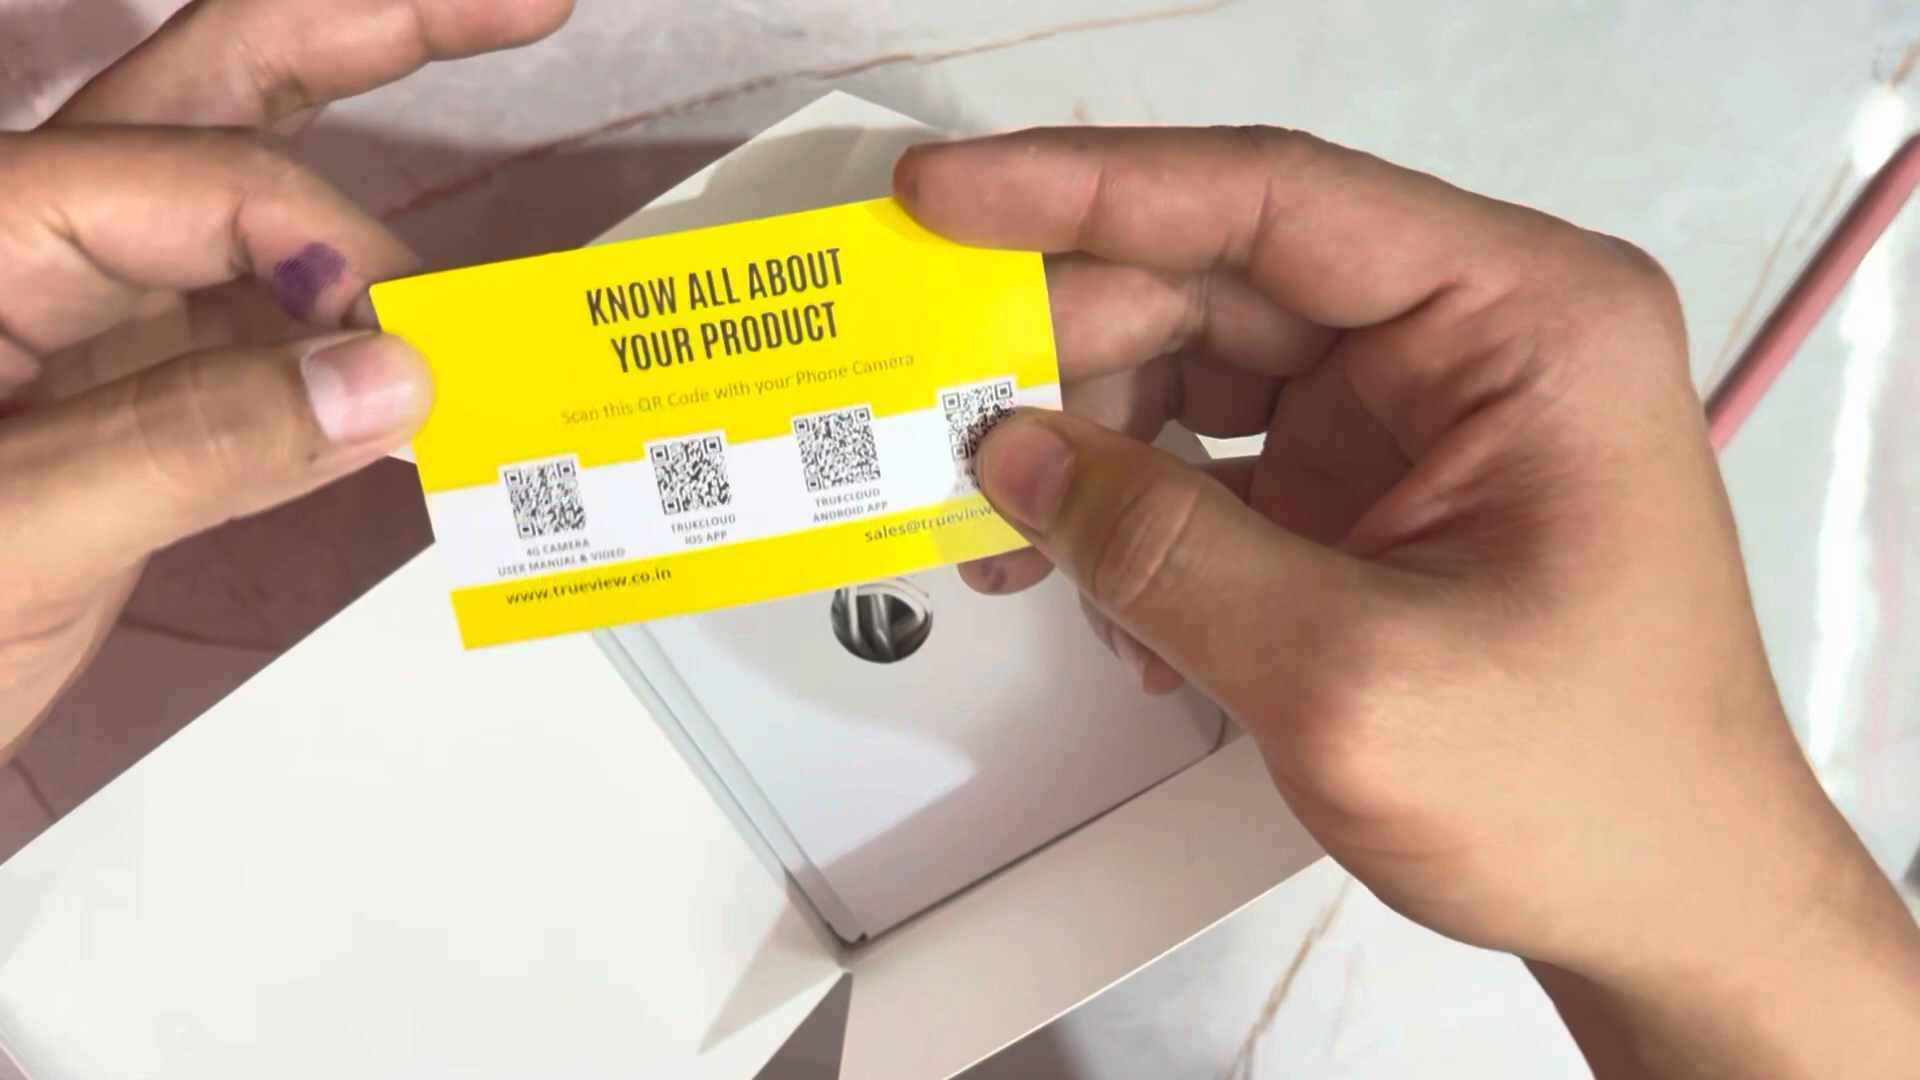 KNOW ALL ABOUT
YOUR PRODUCT
Scan this QR Code with your Phone Camera
4G CAMERA
USER MANUAL & VIDEO
TRUECLOUD
IOS APP
TRUECLOUD
ANDROID APP
www.trueview.co.in
sales@trueview